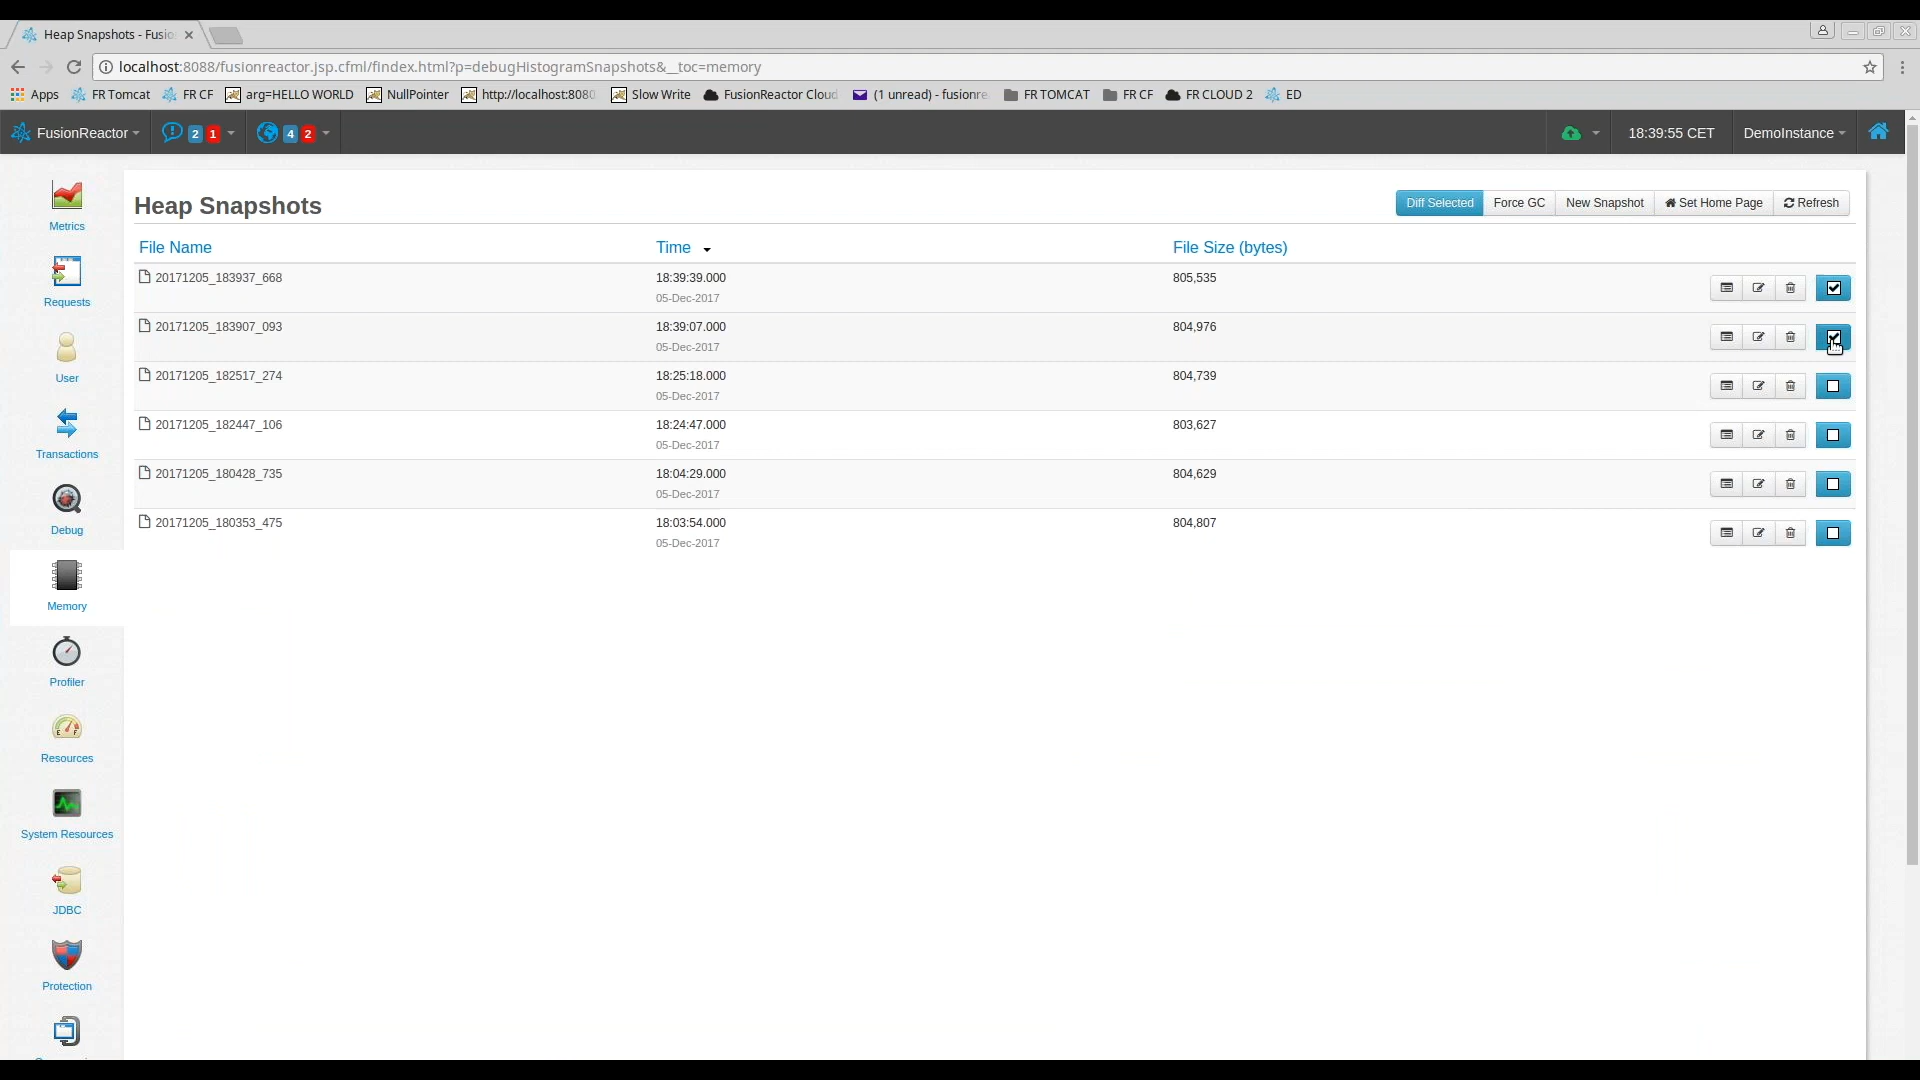 Heap Snapshots - Fusio
localhost:8088/fusionreactor.jsp.cfml/findex.html?p=debugHistogramSnapshots&__toc=memory
Apps FR Tomcat FR CF arg=HELLO WORLD NullPointer http://localhost:8080 Slow Write FusionReactor Cloud (1 unread) - fusionre FR TOMCAT FR CF FR CLOUD 2 ED
FusionReactor 2 1 4 2 18:39:55 CET DemoInstance
Metrics
Requests
User
Transactions
Debug
Memory
Profiler
Resources
System Resources
JDBC
Protection
Heap Snapshots
Diff Selected Force GC New Snapshot Set Home Page Refresh
File Name Time File Size (bytes)
20171205_183937_668 18:39:39.000 805,535
05-Dec-2017
20171205_183907_093 18:39:07.000 804,976
05-Dec-2017
20171205_182517_274 18:25:18.000 804,739
05-Dec-2017
20171205_182447_106 18:24:47.000 803,627
05-Dec-2017
20171205_180428_735 18:04:29.000 804,629
05-Dec-2017
20171205_180353_475 18:03:54.000 804,807
05-Dec-2017